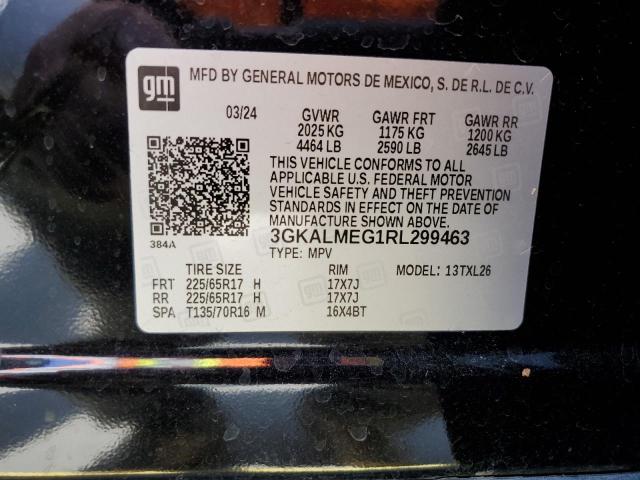 gm MFD BY GENERAL MOTORS DE MEXICO, S. DE R.L. DE C.V.
03/24 GVWR GAWR FRT GAWR RR
2025 KG 1175 KG 1200 KG
4464 LB 2590 LB 2645 LB
THIS VEHICLE CONFORMS TO ALL
APPLICABLE U.S. FEDERAL MOTOR
VEHICLE SAFETY AND THEFT PREVENTION
STANDARDS IN EFFECT ON THE DATE OF
MANUFACTURE SHOWN ABOVE.
384A 3GKALMEG1RL299463
TYPE: MPV
TIRE SIZE RIM MODEL: 13TXL26
FRT 225/65R17 H 17X7J
RR 225/65R17 H 17X7J
SPA T135/70R16 M 16X4BT